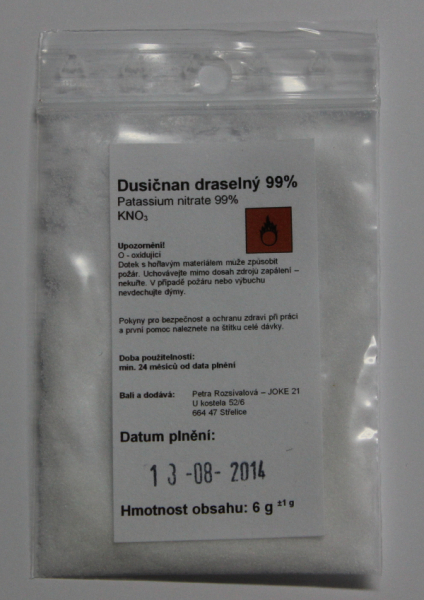 Dusičnan draselný 99%
Patassium nitrate 99%
KNO₃
Upozornění!
O - oxidující
Dotek s hořlavým materiálem může způsobit
požár. Uchovávejte mimo dosah zdrojů zapálení –
nekuřte. V případě požáru nebo výbuchu
nevdechujte dýmy.
Pokyny pro bezpečnost a ochranu zdraví při práci
a první pomoc naleznete na štítku celé dávky.
Doba použitelnosti:
min. 24 měsíců od data plnění
Balí a dodává: Petra Rozsívalová – JOKE 21
U kostela 52/6
664 47 Střelice
Datum plnění:
13-08-2014
Hmotnost obsahu: 6 g ±1 g